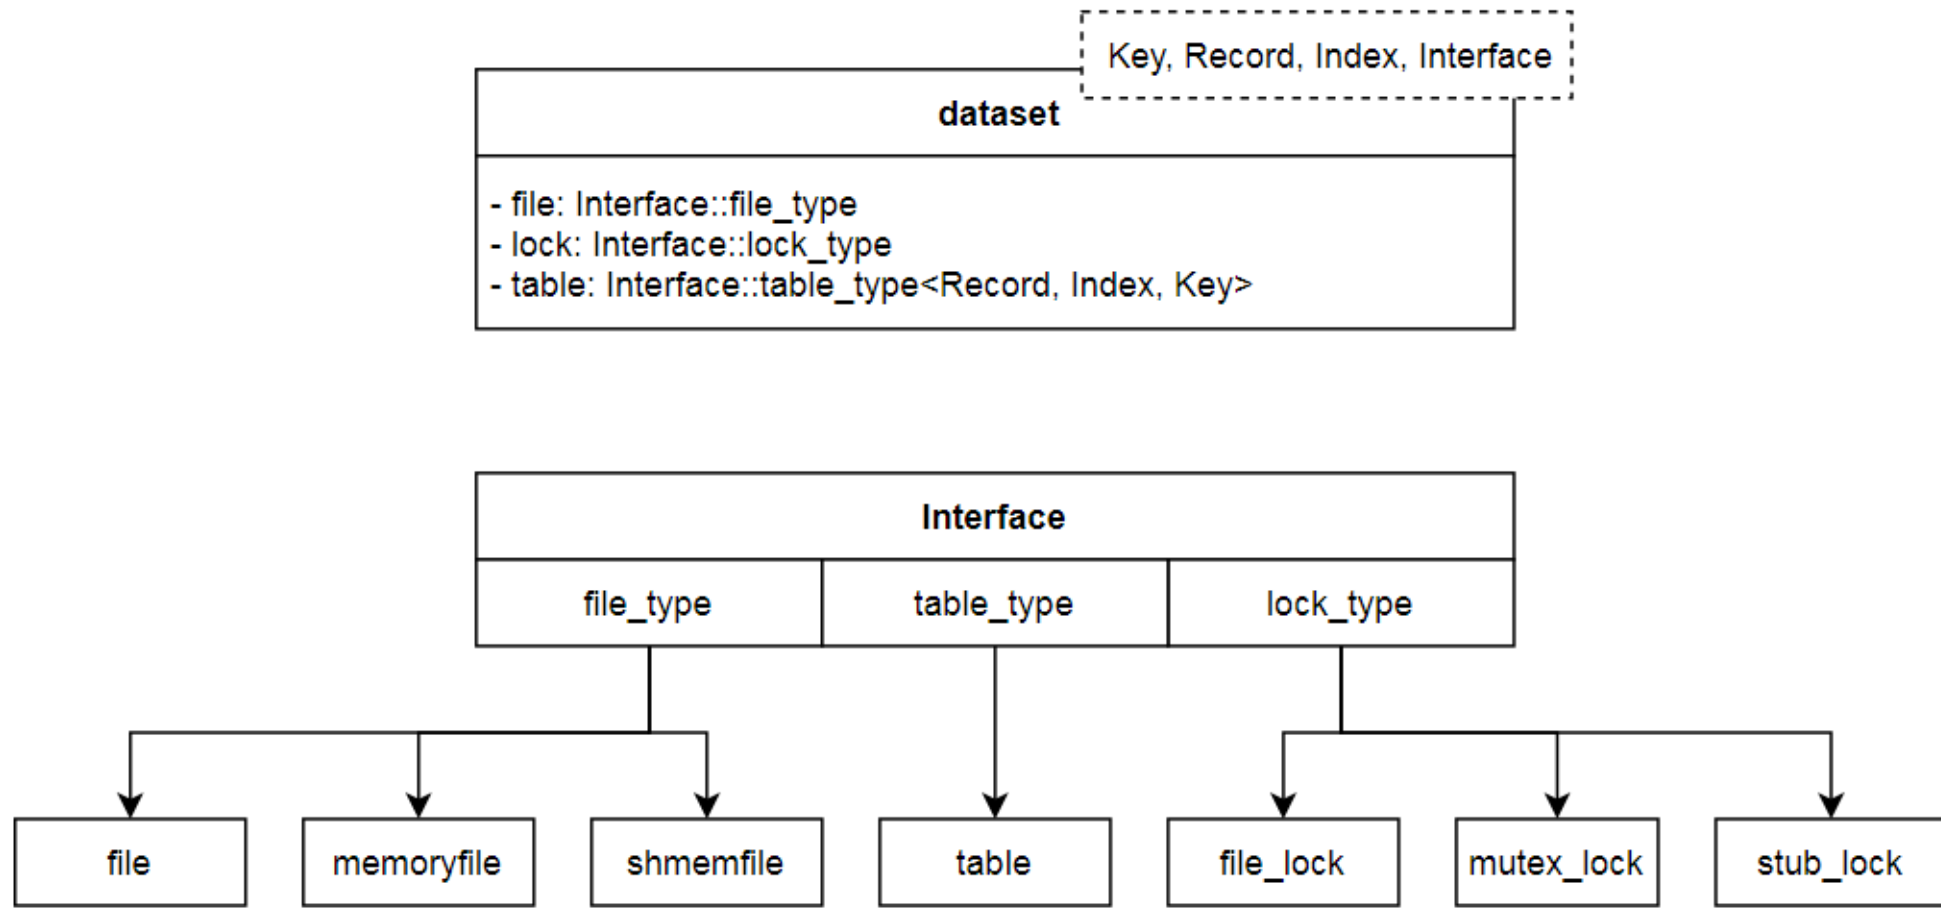 Key, Record, Index, Interface
dataset
- file: Interface::file_type
- lock: Interface::lock_type
- table: Interface::table_type<Record, Index, Key>
Interface
file_type
table_type
lock_type
file
memoryfile
shmemfile
table
file_lock
mutex_lock
stub_lock